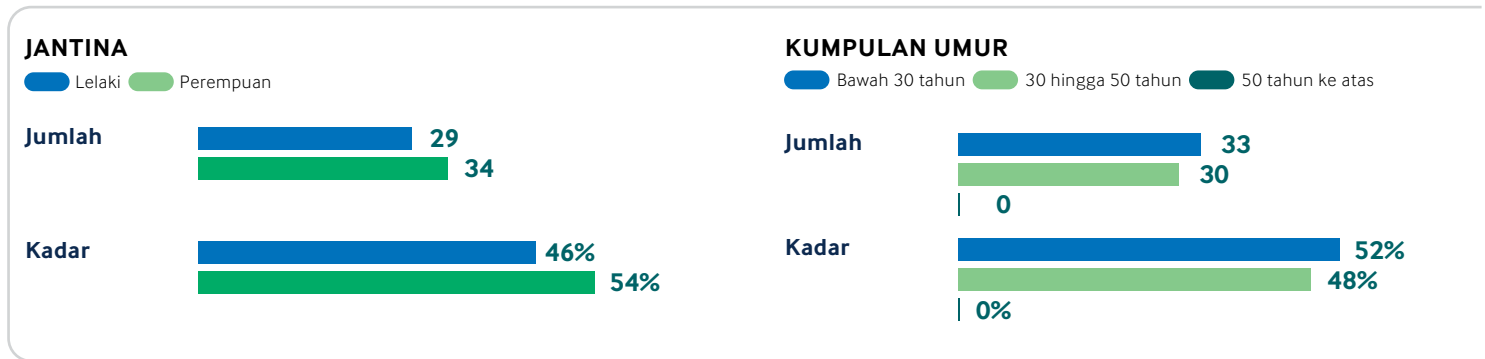 JANTINA
Lelaki Perempuan
Jumlah
29
34
Kadar
46%
54%
KUMPULAN UMUR
Bawah 30 tahun 30 hingga 50 tahun 50 tahun ke atas
Jumlah
33
30
0
Kadar
52%
48%
0%